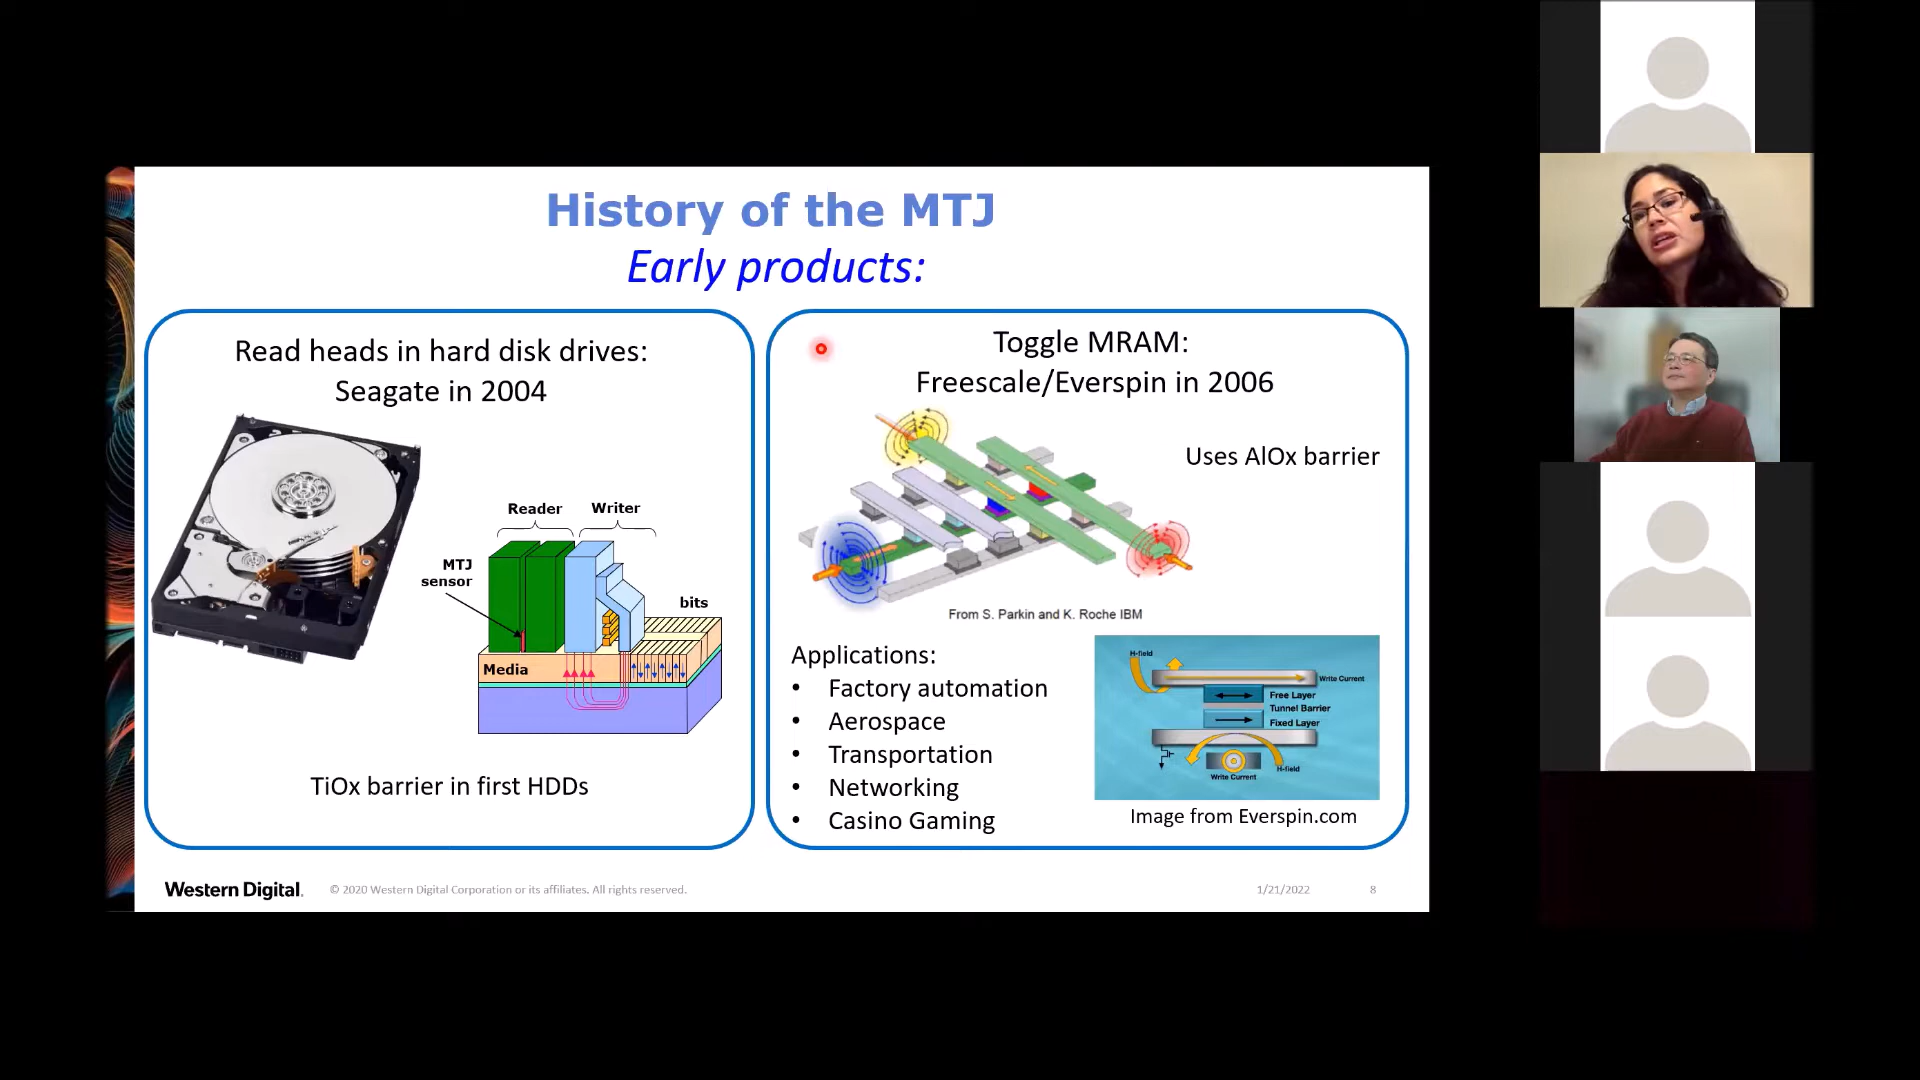 History of the MTJ
Early products:
Read heads in hard disk drives:
Seagate in 2004
Reader
Writer
MTJ
sensor
bits
Media
TiOx barrier in first HDDs
Toggle MRAM:
Freescale/Everspin in 2006
Uses AlOx barrier
From S. Parkin and K. Roche IBM
Applications:
• Factory automation
• Aerospace
• Transportation
• Networking
• Casino Gaming
H-field
Write Current
Free Layer
Tunnel Barrier
Fixed Layer
Write Current
H-field
Image from Everspin.com
Western Digital.
© 2020 Western Digital Corporation or its affiliates. All rights reserved.
1/21/2022
8